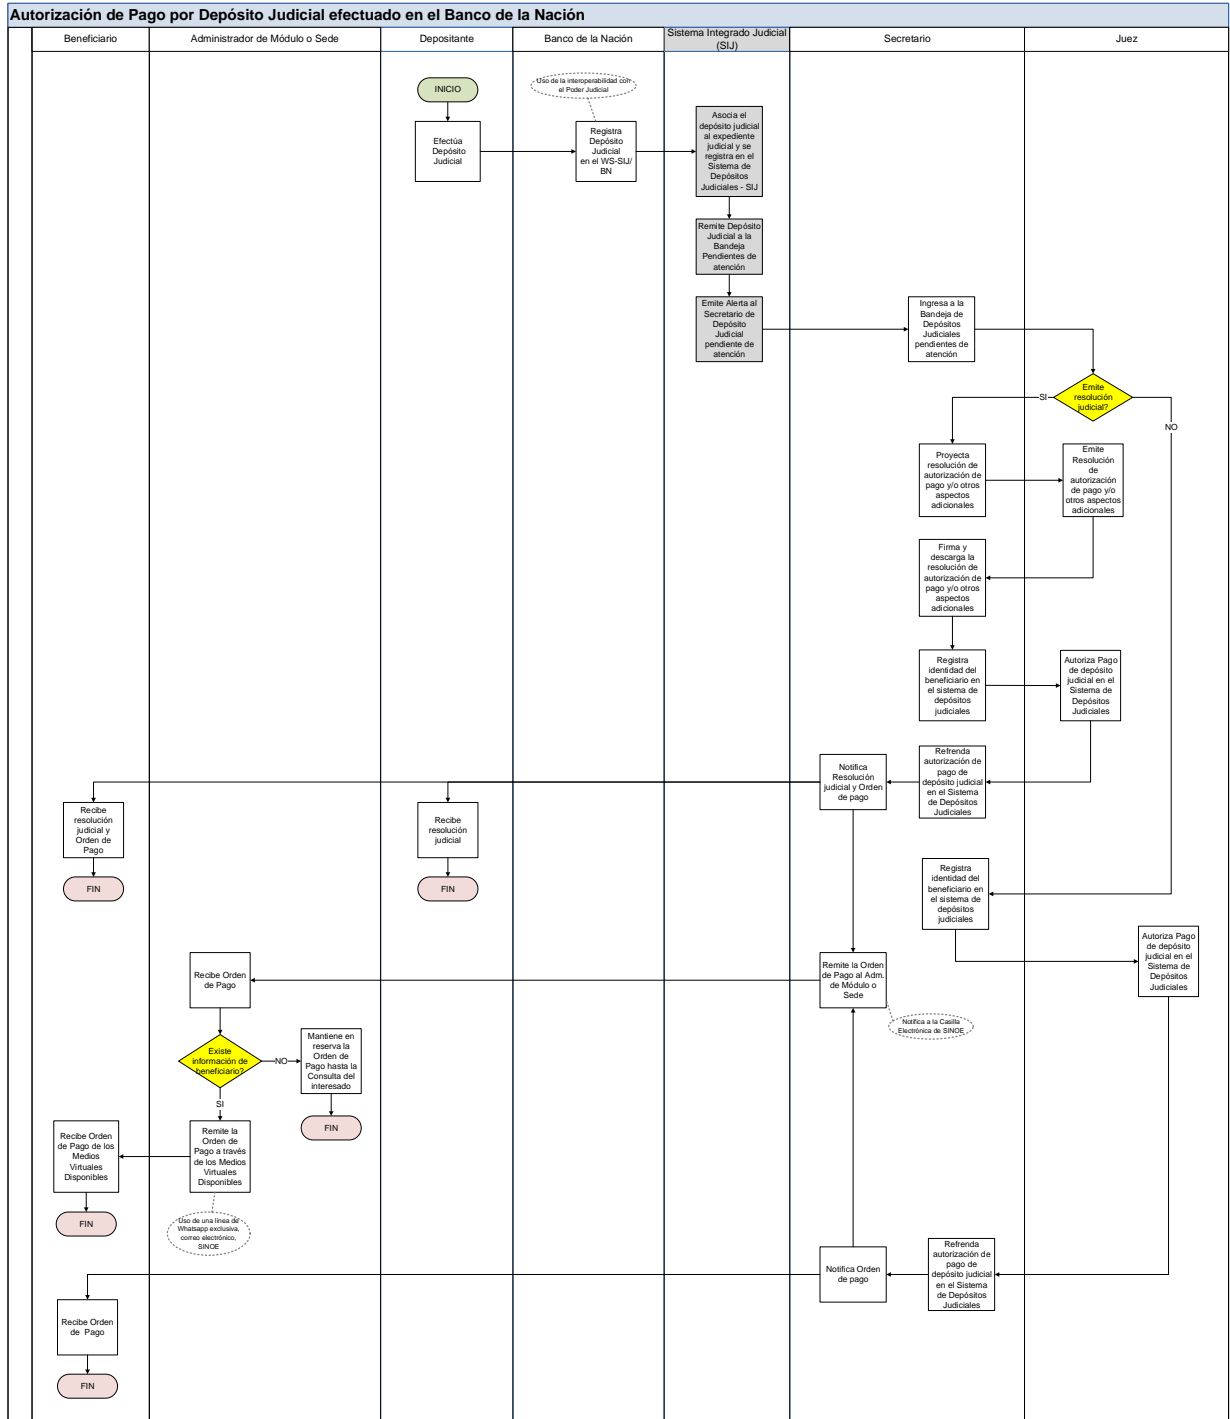 Autorización de Pago por Depósito Judicial efectuado en el Banco de la Nación
Beneficiario
Administrador de Módulo o Sede
Depositante
Banco de la Nación
Sistema Integrado Judicial
(SIJ)
Secretario
Juez
INICIO
Uso de la interoperabilidad con
el Poder Judicial
Efectúa
Depósito
Judicial
Registra
Depósito
Judicial
en el WS-SIJ/
BN
Asocia el
depósito judicial
al expediente
judicial y se
registra en el
Sistema de
Depósitos
Judiciales - SIJ
Remite Depósito
Judicial a la
Bandeja
Pendientes de
atención
Emite Alerta al
Secretario de
Depósito
Judicial
pendiente de
atención
Ingresa a la
Bandeja de
Depósitos
Judiciales
pendientes de
atención
Emite
resolución
judicial?
SI
NO
Proyecta
resolución de
autorización de
pago y/o otros
aspectos
adicionales
Emite
Resolución
de
autorización
de pago y/o
otros aspectos
adicionales
Firma y
descarga la
resolución de
autorización de
pago y/o otros
aspectos
adicionales
Registra
identidad del
beneficiario en
el sistema de
depósitos
judiciales
Autoriza Pago
de depósito
judicial en el
Sistema de
Depósitos
Judiciales
Refrenda
autorización de
pago de
depósito judicial
en el Sistema
de Depósitos
Judiciales
Notifica
Resolución
judicial y Orden
de pago
Recibe
resolución
judicial y
Orden de
Pago
FIN
Recibe
resolución
judicial
FIN
Registra
identidad del
beneficiario en
el sistema de
depósitos
judiciales
Autoriza Pago
de depósito
judicial en el
Sistema de
Depósitos
Judiciales
Remite la Orden
de Pago al Adm.
de Módulo o
Sede
Notifica a la Casilla
Electrónica de SINOE
Recibe Orden
de Pago
Existe
información de
beneficiario?
NO
Mantiene en
reserva la
Orden de
Pago hasta la
Consulta del
interesado
FIN
SI
Remite la
Orden de
Pago a través
de los Medios
Virtuales
Disponibles
Uso de una línea de
Whatsapp exclusiva,
correo electrónico,
SINOE
Recibe Orden
de Pago de los
Medios
Virtuales
Disponibles
FIN
Refrenda
autorización de
pago de
depósito judicial
en el Sistema
de Depósitos
Judiciales
Notifica Orden
de pago
Recibe Orden
de Pago
FIN